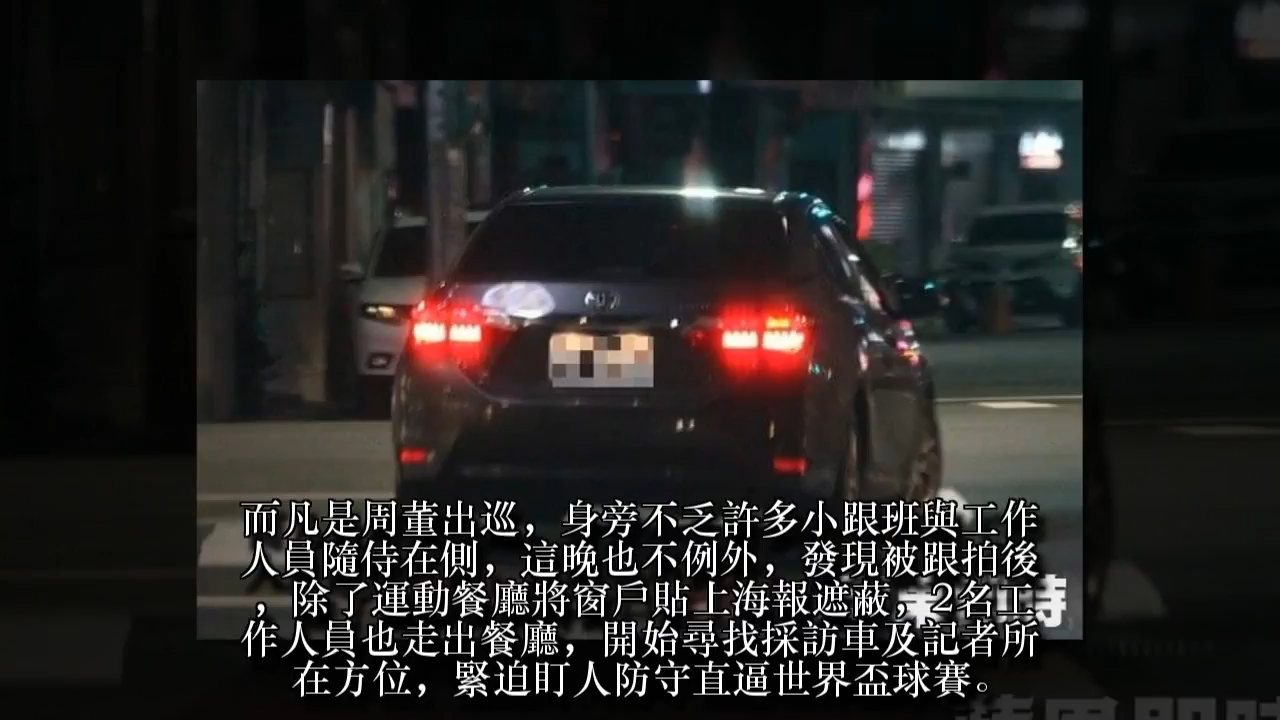 而凡是周董出巡，身旁不乏許多小跟班與工作
人員隨侍在側，這晚也不例外，發現被跟拍後
，除了運動餐廳將窗戶貼上海報遮蔽，2名工
作人員也走出餐廳，開始尋找採訪車及記者所
在方位，緊迫盯人防守直逼世界盃球賽。